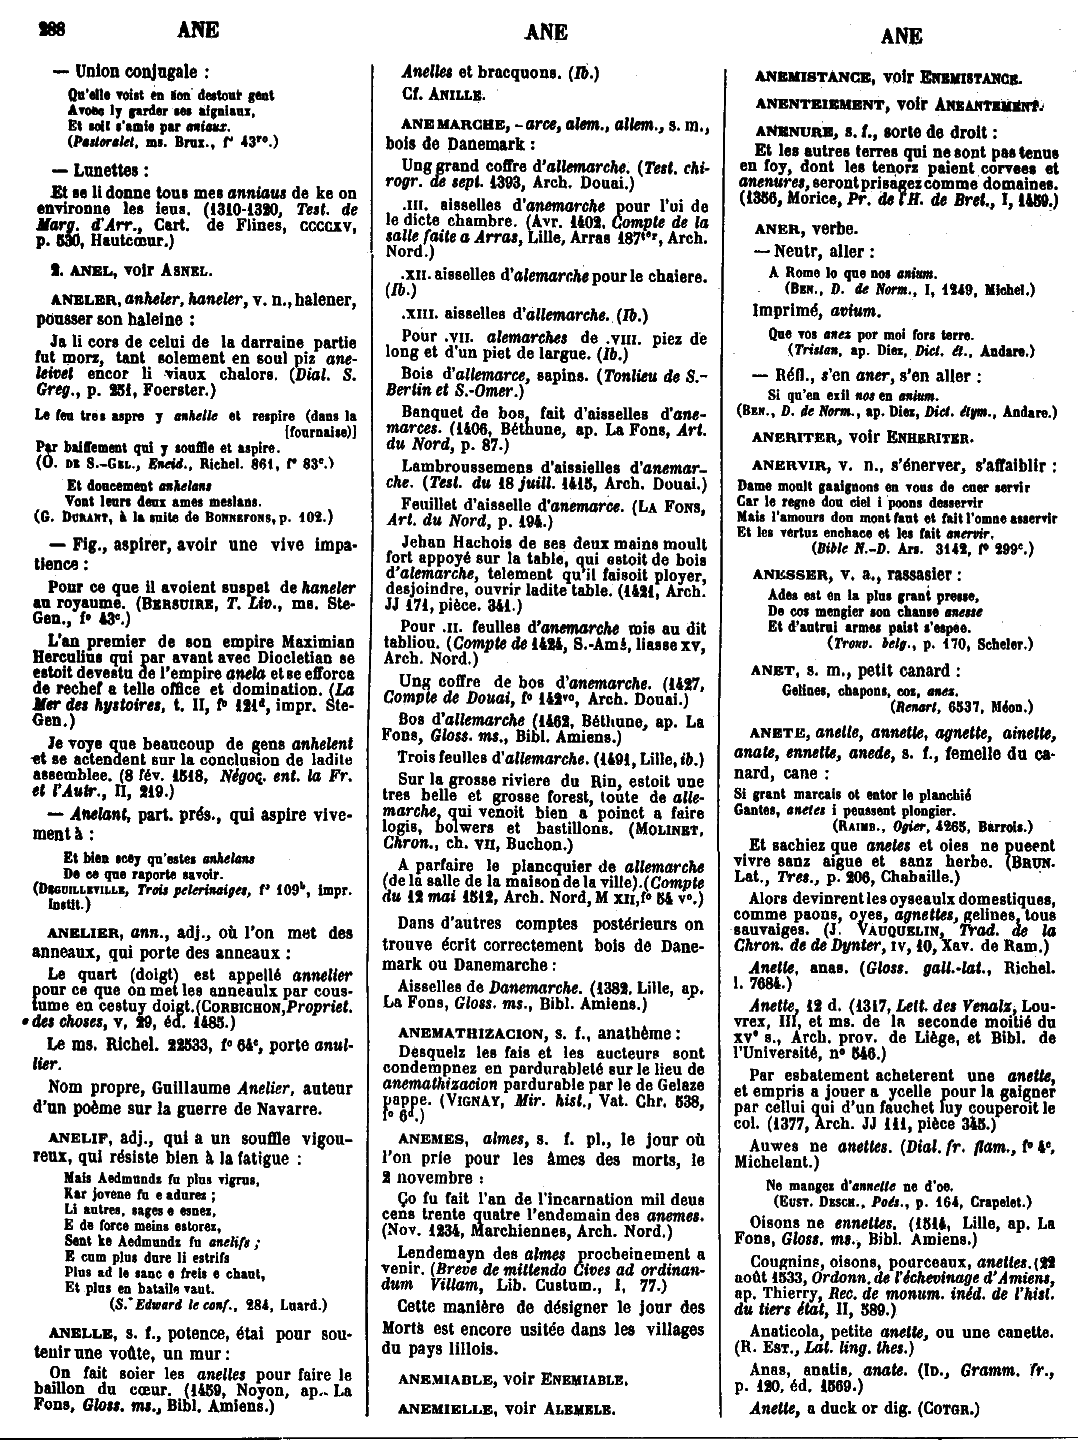 288 ANE
ANE
ANE
— Union conjugale :
Qu'elle voist en son destour gent
Avoec ly garder ses aigniaux,
Et soit s'amie par aniaux.
(Pastoralet, ms. Brux., f° 43ro.)
— Lunettes :
Et se li donne tous mes anniaus de ke on
environne les ieus. (1310-1320, Test. de
Marg. d'Arr., Cart. de Flines, CCCCXV,
p. 530, Hautcœur.)
2. ANEL, voir ASNEL.
ANELER, anheler, haneler, v. n., halener,
pousser son haleine :
Ja li cors de celui de la darraine partie
fut morz, tant solement en soul piz ane-
leivet encor li viaux chalors. (Dial. S.
Greg., p. 251, Foerster.)
Le feu tres aspre y anhelle et respire (dans la
[fournaise)]
Par baiffement qui y souffle et aspire.
(O. DE S.-GEL., Eneid., Richel. 861, f° 83c.)
Et doucement anhelans
Vont leurs deux ames meslans.
(G. DURANT, à la suite de BONNEFONS, p. 102.)
— Fig., aspirer, avoir une vive impa-
tience :
Pour ce que il avoient suspel de haneler
au royaume. (BERSUIRE, T. Liv., ms. Ste-
Gen., f° 43c.)
L'an premier de son empire Maximian
Herculius qui par avant avec Diocletian se
estoit devestu de l'empire anela et se efforca
de rechef a telle office et domination. (La
Mer des hystoires, t. II, f° 121d, impr. Ste-
Gen.)
Je voye que beaucoup de gens anhelent
et se actendent sur la conclusion de ladite
assemblee. (8 fév. 1518, Négoç. ent. la Fr.
et l'Autr., II, 219.)
— Anelant, part. prés., qui aspire vive-
ment à :
Et bien scey qu'estes anhelans
De ce que raporte savoir.
(DEGUILLEVILLE, Trois pelerinaiges, f° 109b, impr.
Instit.)
ANELIER, ann., adj., où l'on met des
anneaux, qui porte des anneaux :
Le quart (doigt) est appellé annelier
pour ce que on met les anneaulx par cous-
tume en cestuy doigt. (CORBICHON, Propriet.
des choses, V, 29, éd. 1485.)
Le ms. Richel. 22533, f° 64c, porte anul-
lier.
Nom propre, Guillaume Anelier, auteur
d'un poème sur la guerre de Navarre.
ANELIF, adj., qui a un souffle vigou-
reux, qui résiste bien à la fatigue :
Mais Aedmundz fu plus vigrus,
Kar jovene fu e adurez ;
Li autres, sages e esnez,
E de force meins estorez,
Sent ke Aedmundz fu anelifs ;
E cum plus dure li estrifs
Plus ad le sanc e freis e chaut,
Et plus en bataile vaut.
(S. Edward le conf., 284, Luard.)
ANELLE, s. f., potence, étai pour sou-
tenir une voûte, un mur :
On fait soier les anelles pour faire le
baillon du cœur. (1459, Noyon, ap. La
Fons, Gloss. ms., Bibl. Amiens.)
Anelles et bracquons. (Ib.)
Cf. ANILLE.
ANEMARCHE, -arce, alem., allem., s. m.,
bois de Danemark :
Ung grand coffre d'allemarche. (Test. chi-
rogr. de sept. 1393, Arch. Douai.)
.III. aisselles d'anemarche pour l'ui de
le dicte chambre. (Avr. 1402, Compte de la
salle faite a Arras, Lille, Arras 187ter, Arch.
Nord.)
.XII. aisselles d'alemarche pour le chaiere.
(Ib.)
.XIII. aisselles d'allemarche. (Ib.)
Pour .VII. alemarches de .VIII. piez de
long et d'un piet de largue. (Ib.)
Bois d'allemarce, sapins. (Tonlieu de S.-
Bertin et S.-Omer.)
Banquet de bos, fait d'aisselles d'ane-
marces. (1406, Béthune, ap. La Fons, Art.
du Nord, p. 87.)
Lambroussemens d'aissielles d'anemar-
che. (Test. du 18 juill. 1415, Arch. Douai.)
Feuillet d'aisselle d'anemarce. (LA FONS,
Art. du Nord, p. 194.)
Jehan Hachois de ses deux mains moult
fort appoyé sur la table, qui estoit de bois
d'alemarche, telement qu'il faisoit ployer,
desjoindre, ouvrir ladite table. (1421, Arch.
JJ 171, pièce. 341.)
Pour .II. feulles d'anemarche mis au dit
tabliou. (Compte de 1424, S.-Amé, liasse XV,
Arch. Nord.)
Ung coffre de bos d'anemarche. (1427,
Compte de Douai, f° 142vo, Arch. Douai.)
Bos d'allemarche (1462, Béthune, ap. La
Fons, Gloss. ms., Bibl. Amiens.)
Trois feulles d'allemarche. (1491, Lille, ib.)
Sur la grosse riviere du Rin, estoit une
tres belle et grosse forest, toute de alle-
marche, qui venoit bien a poinct a faire
logis, bolwers et bastillons. (MOLINET,
Chron., ch. VII, Buchon.)
A parfaire le plancquier de allemarche
(de la salle de la maison de la ville). (Compte
du 12 mai 1512, Arch. Nord, M XII, f° 54 v°.)
Dans d'autres comptes postérieurs on
trouve écrit correctement bois de Dane-
mark ou Danemarche :
Aisselles de Danemarche. (1382, Lille, ap.
La Fons, Gloss. ms., Bibl. Amiens.)
ANEMATHIZACION, s. f., anathème :
Desquelz les fais et les aucteurs sont
condempnez en pardurableté sur le lieu de
anemathizacion pardurable par le de Gelaze
pappe. (VIGNAY, Mir. hist., Vat. Chr. 538,
f° 6d.)
ANEMES, almes, s. f. pl., le jour où
l'on prie pour les âmes des morts, le
2 novembre :
Ço fu fait l'an de l'incarnation mil deus
cens trente quatre l'endemain des anemes.
(Nov. 1234, Marchiennes, Arch. Nord.)
Lendemayn des almes procheinement a
venir. (Breve de mittendo Cives ad ordinan-
dum Villam, Lib. Custum., I, 77.)
Cette manière de désigner le jour des
Morts est encore usitée dans les villages
du pays lillois.
ANEMIABLE, voir ENEMIABLE.
ANEMIELLE, voir ALEMELE.
ANEMISTANCE, voir ENEMISTANCE.
ANENTEIEMENT, voir ANEANTEMENT.
ANENURE, s. f., sorte de droit :
Et les autres terres qui ne sont pas tenus
en foy, dont les tenorz paient corvees et
anenures, seront prisagez comme domaines.
(1356, Morice, Pr. de l'H. de Bret., I, 1459.)
ANER, verbe.
— Neutr, aller :
A Rome lo que nos anium.
(BEN., D. de Norm., I, 1249, Michel.)
Imprimé, avium.
Que vos anez por moi fors terre.
(Tristan, ap. Diez, Dict. ét., Andare.)
— Réfl., s'en aner, s'en aller :
Si qu'en exil nos en anium.
(BEN., D. de Norm., ap. Diez, Dict. étym., Andare.)
ANERITER, voir ENHERITER.
ANERVIR, v. n., s'énerver, s'affaiblir :
Dame moult gaaignons en vous de cuer servir
Car le regne dou ciel i poons desservir
Mais l'amours dou mont faut et fait l'omne asservir
Et les vertuz enchace et les fait anervir.
(Bible N.-D. Ars. 3142, f° 299c.)
ANESSER, v. a., rassasier :
Ades est en la plus grant presse,
De cos mengier son chanse anesse
Et d'autrui armes paist s'espee.
(Trouv. belg., p. 170, Scheler.)
ANET, s. m., petit canard :
Gelines, chapons, cos, anes.
(Renart, 6537, Méon.)
ANETE, anelle, annette, agnette, ainette,
anate, ennette, anede, s. f., femelle du ca-
nard, cane :
Si grant marcais ot entor le planchié
Gantes, anetes i peussent plongier.
(RAIMB., Ogier, 4265, Barrois.)
Et sachiez que aneles et oies ne pueent
vivre sanz aigue et sanz herbe. (BRUN.
Lat., Tres., p. 206, Chabaille.)
Alors devinrent les oyseaulx domestiques,
comme paons, oyes, agnettes, gelines, tous
sauvaiges. (J. VAUQUELIN, Trad. de la
Chron. de de Dynter, IV, 10, Xav. de Ram.)
Anette, anas. (Gloss. gall.-lat., Richel.
l. 7684.)
Anette, 12 d. (1317, Lett. des Venalz, Lou-
vrex, III, et ms. de la seconde moitié du
XVe s., Arch. prov. de Liège, et Bibl. de
l'Université, n° 546.)
Par esbatement acheterent une anette,
et empris a jouer a ycelle pour la gaigner
par cellui qui d'un fauchet luy couperoit le
col. (1377, Arch. JJ 111, pièce 345.)
Auwes ne anettes. (Dial. fr. flam., f° 4c,
Michelant.)
Ne mangez d'annette ne d'oe.
(EUST. DESCH., Poés., p. 164, Crapelet.)
Oisons ne ennettes. (1514, Lille, ap. La
Fons, Gloss. ms., Bibl. Amiens.)
Cougnins, oisons, pourceaux, anettes. (22
août 1533, Ordonn. de l'échevinage d'Amiens,
ap. Thierry, Rec. de monum. inéd. de l'hist.
du tiers état, II, 589.)
Anaticola, petite anette, ou une canette.
(R. EST., Lat. ling. thes.)
Anas, anatis, anate. (ID., Gramm. fr.,
p. 120, éd. 1569.)
Anette, a duck or dig. (COTGR.)